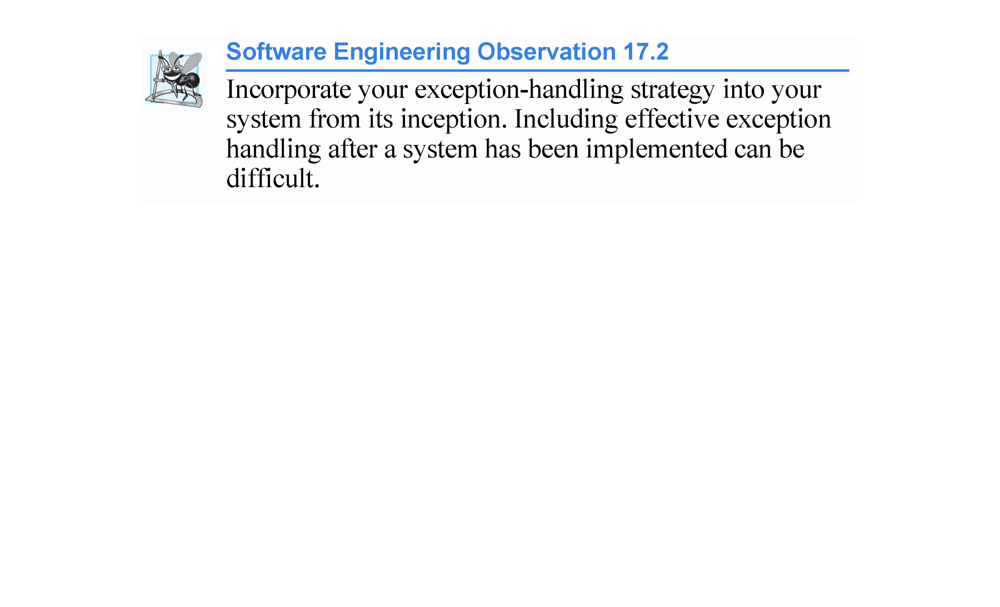 Software Engineering Observation 17.2
Incorporate your exception-handling strategy into your
system from its inception. Including effective exception
handling after a system has been implemented can be
difficult.